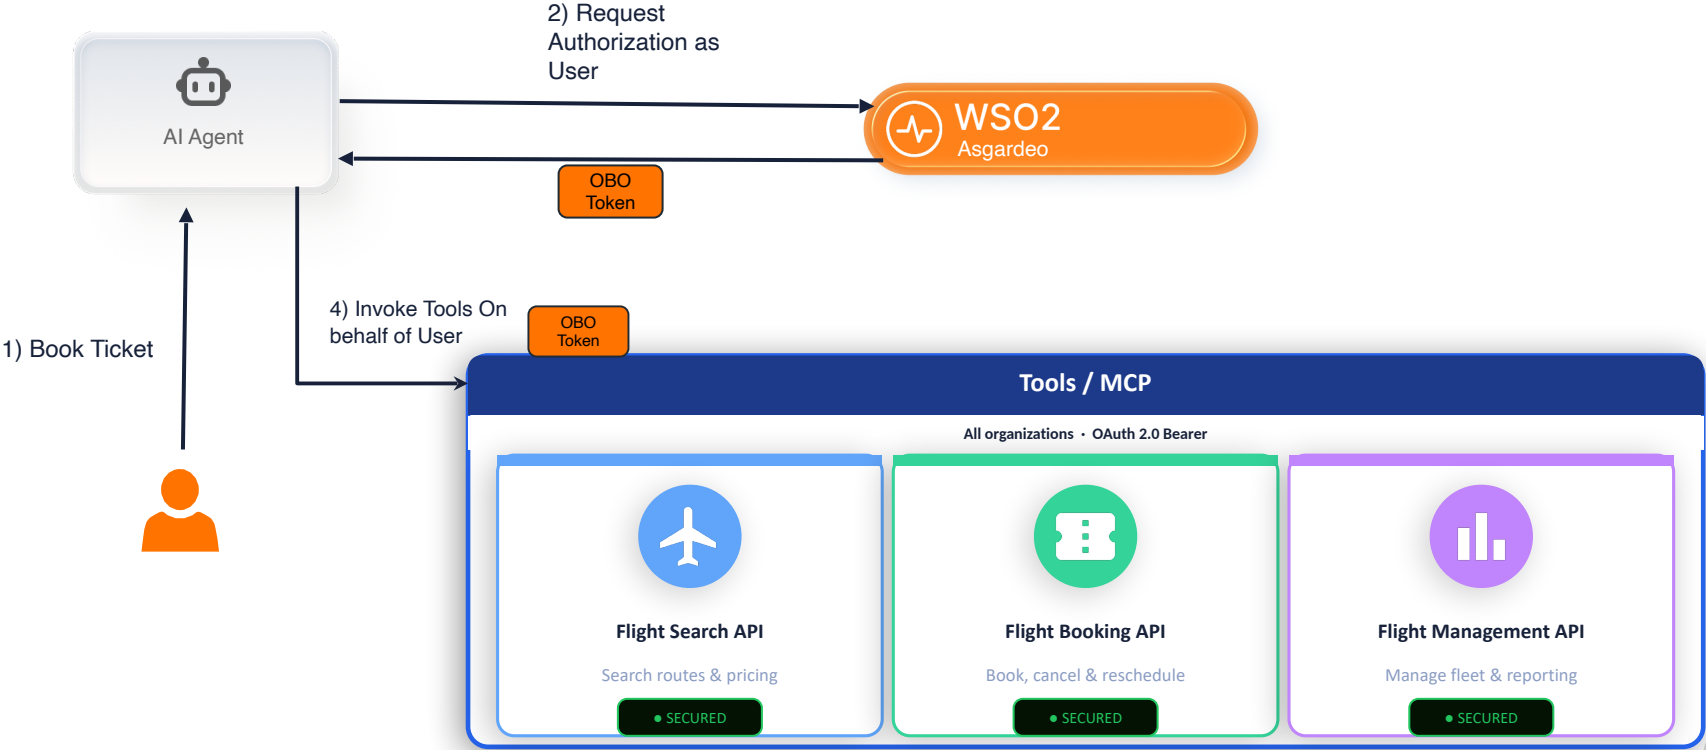 2) Request
Authorization as
User
AI Agent
WSO2
Asgardeo
OBO
Token
4) Invoke Tools On
behalf of User
OBO
Token
1) Book Ticket
Tools / MCP
All organizations · OAuth 2.0 Bearer
Flight Search API
Search routes & pricing
● SECURED
Flight Booking API
Book, cancel & reschedule
● SECURED
Flight Management API
Manage fleet & reporting
● SECURED